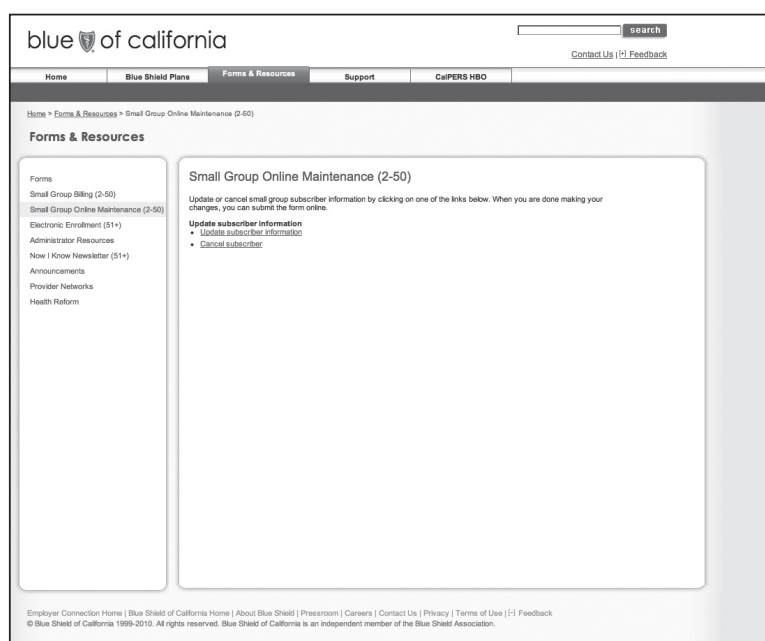 blue of california
search
Contact Us | [+] Feedback
Home Blue Shield Plans Forms & Resources Support CalPERS HBO
Home > Forms & Resources > Small Group Online Maintenance (2-50)
Forms & Resources
Forms
Small Group Billing (2-50)
Small Group Online Maintenance (2-50)
Electronic Enrollment (51+)
Administrator Resources
Now I Know Newsletter (51+)
Announcements
Provider Networks
Health Reform
Small Group Online Maintenance (2-50)
Update or cancel small group subscriber information by clicking on one of the links below. When you are done making your
changes, you can submit the form online.
Update subscriber information
• Update subscriber information
• Cancel subscriber
Employer Connection Home | Blue Shield of California Home | About Blue Shield | Pressroom | Careers | Contact Us | Privacy | Terms of Use | [-] Feedback
© Blue Shield of California 1999-2010. All rights reserved. Blue Shield of California is an independent member of the Blue Shield Association.